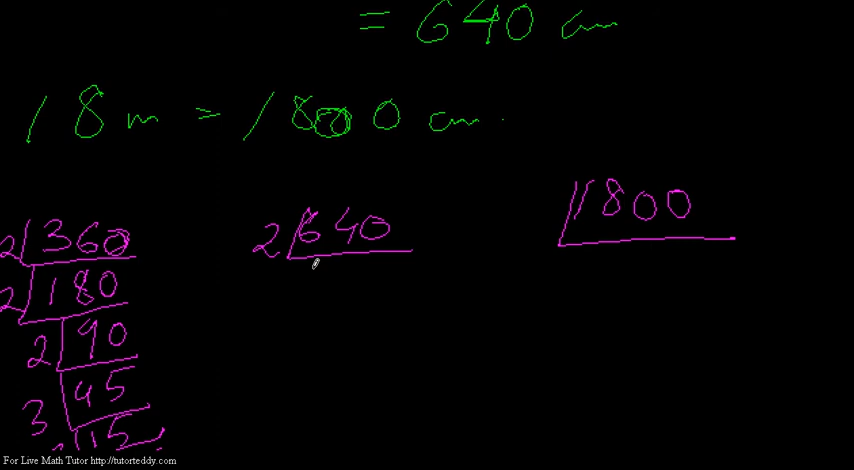 = 640 cm
18 m = 1800 cm.
2 360
2 180
2 90
3 45
15
2 640
1800
For Live Math Tutor http://tutorteddy.com